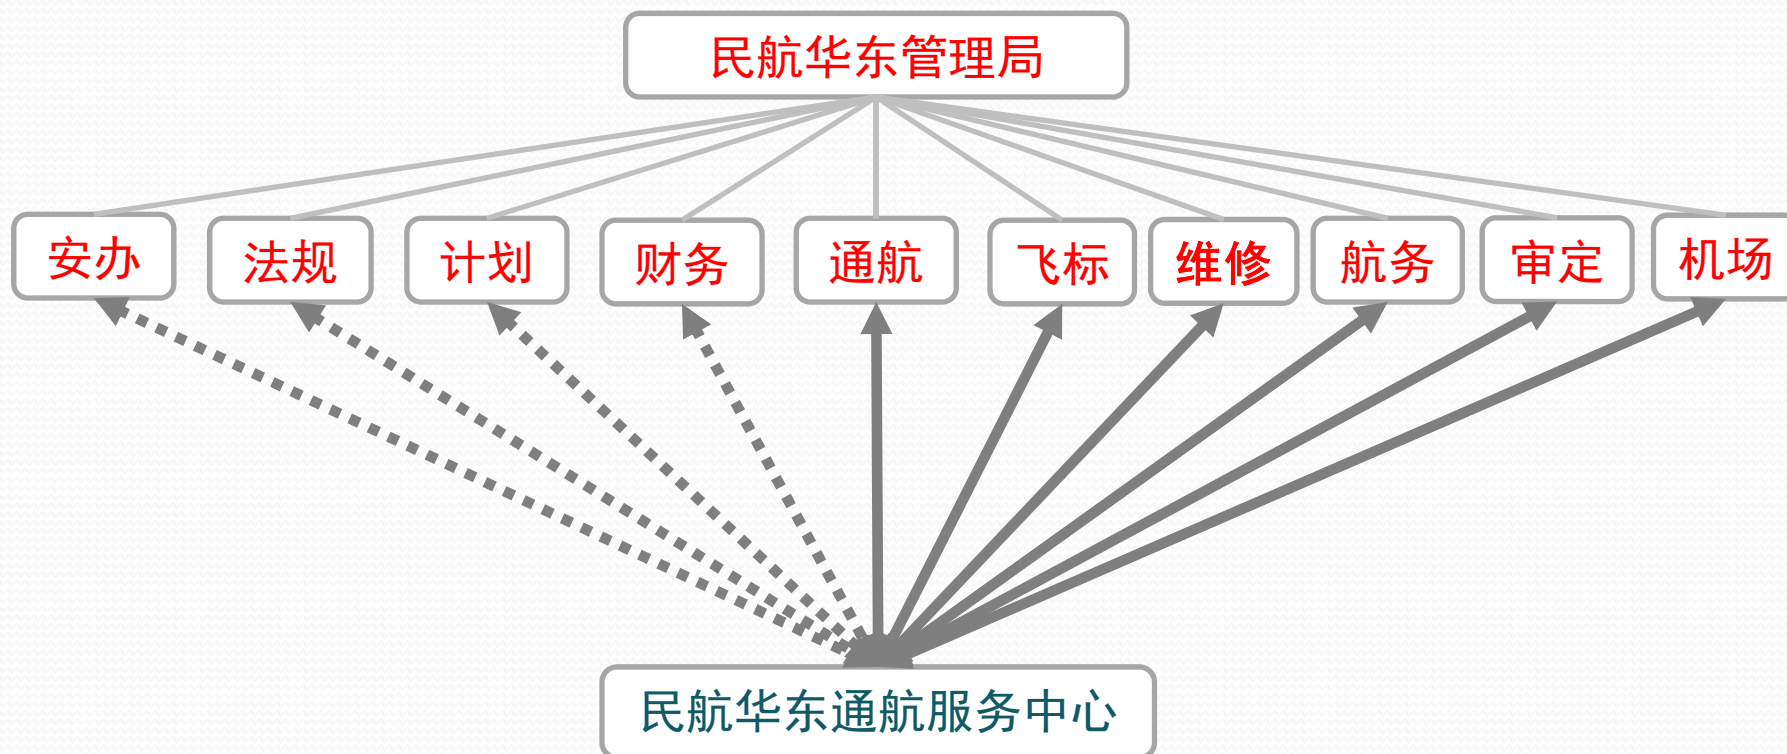 民航华东管理局
安办
法规
计划
财务
通航
飞标
维修
航务
审定
机场
民航华东通航服务中心